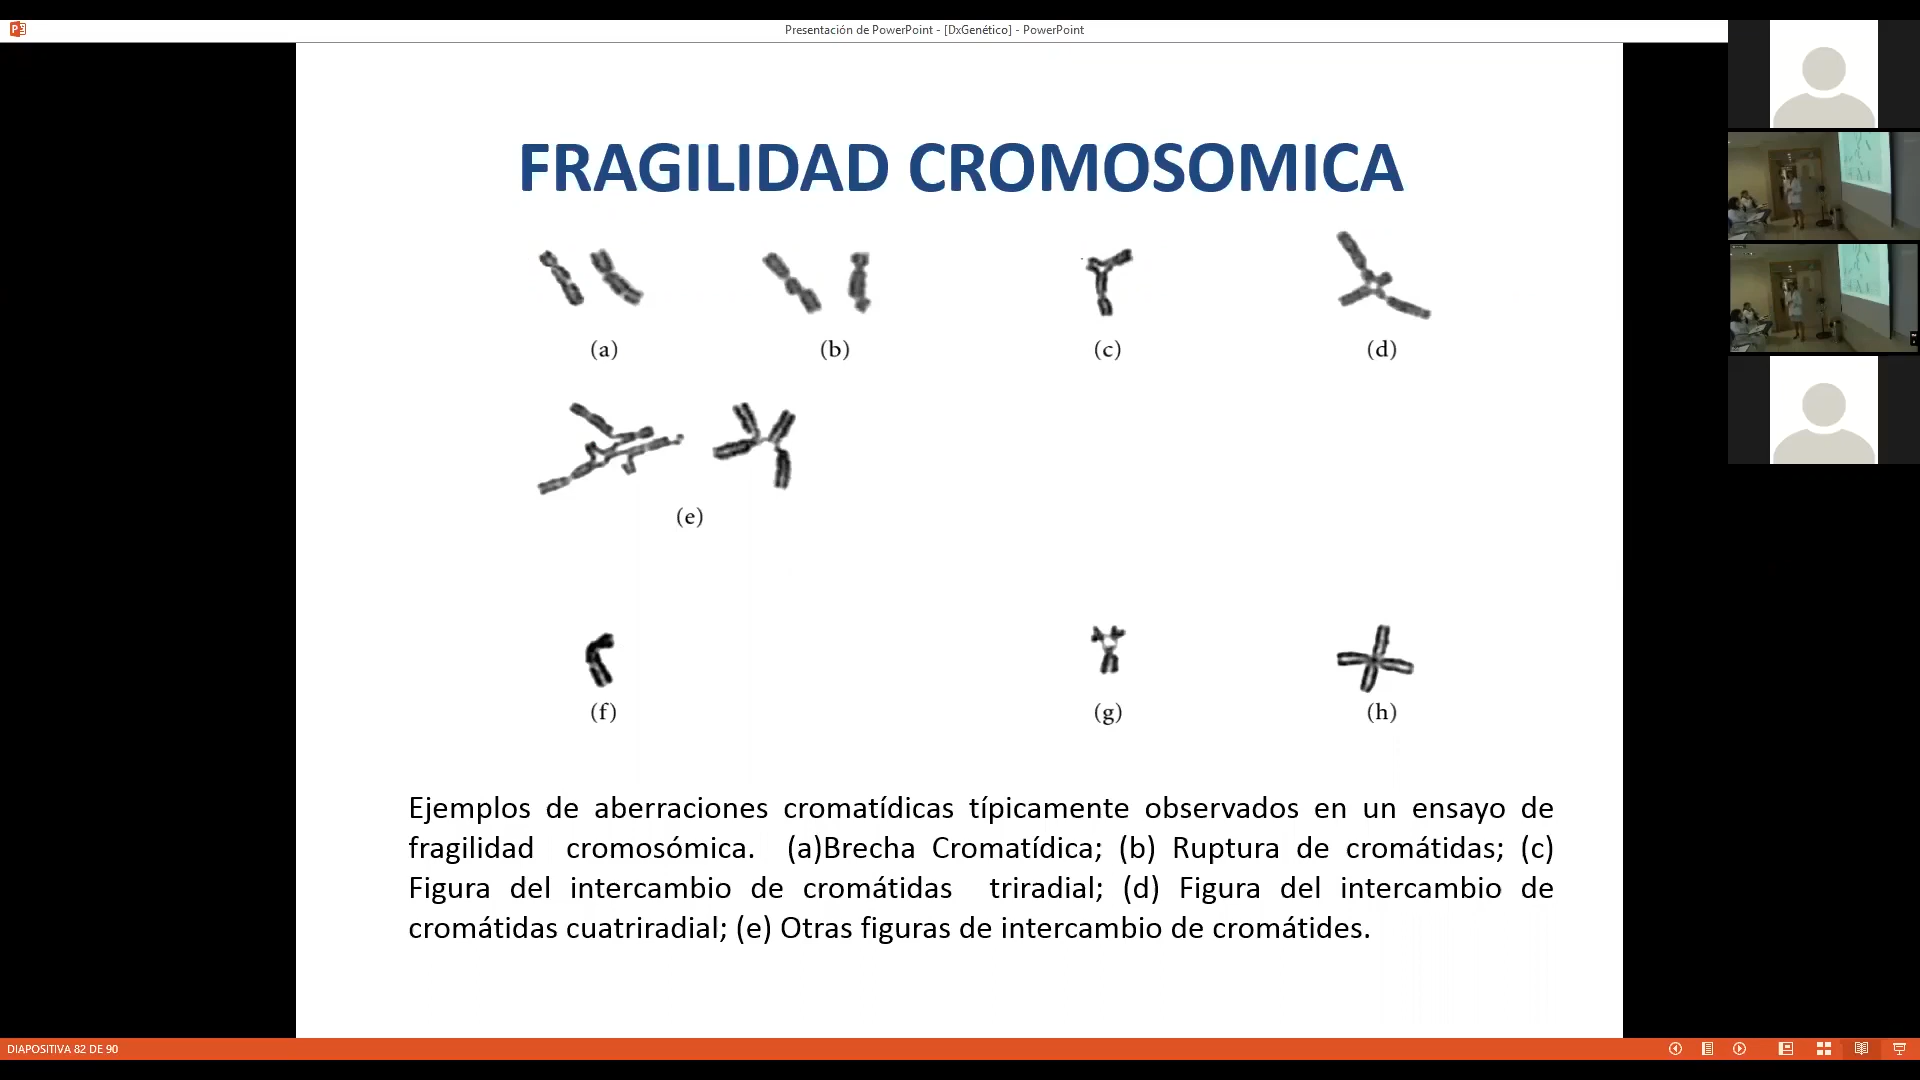 Presentación de PowerPoint - [DxGenético] - PowerPoint
FRAGILIDAD CROMOSOMICA
(a) (b) (c) (d)
(e)
(f) (g) (h)
Ejemplos de aberraciones cromatídicas típicamente observados en un ensayo de
fragilidad cromosómica. (a)Brecha Cromatídica; (b) Ruptura de cromátidas; (c)
Figura del intercambio de cromátidas triradial; (d) Figura del intercambio de
cromátidas cuatriradial; (e) Otras figuras de intercambio de cromátides.
DIAPOSITIVA 82 DE 90